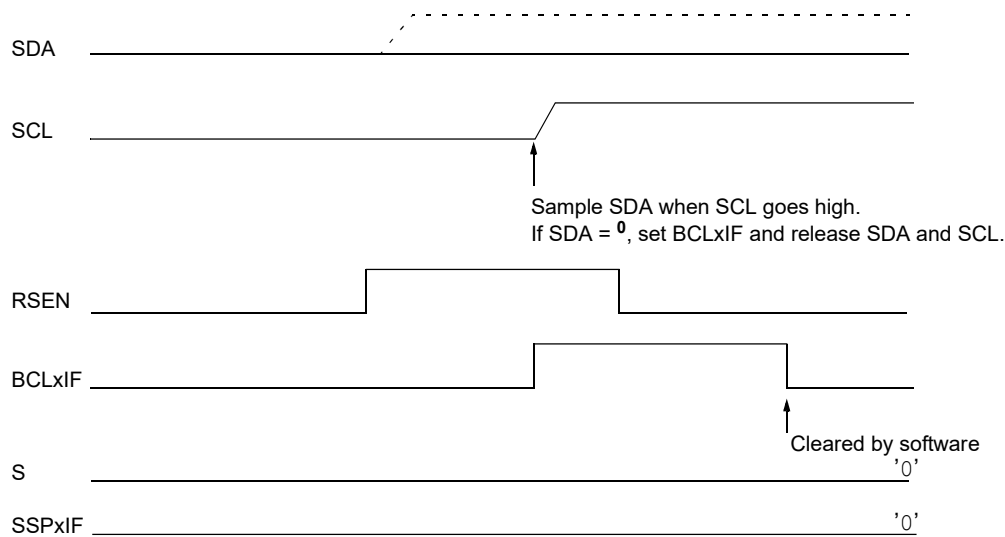 SDA
SCL
Sample SDA when SCL goes high.
If SDA = 0, set BCLxIF and release SDA and SCL.
RSEN
BCLxIF
Cleared by software
S
'0'
SSPxIF
'0'